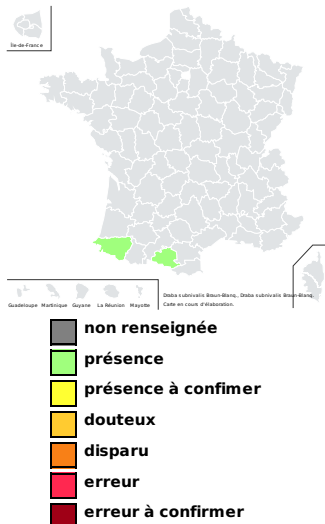 Île-de-France
Guadeloupe Martinique Guyane La Réunion Mayotte
Draba subnivalis Braun-Blanq., Draba subnivalis Braun-Blanq.
Carte en cours d'élaboration.
non renseignée
présence
présence à confimer
douteux
disparu
erreur
erreur à confirmer